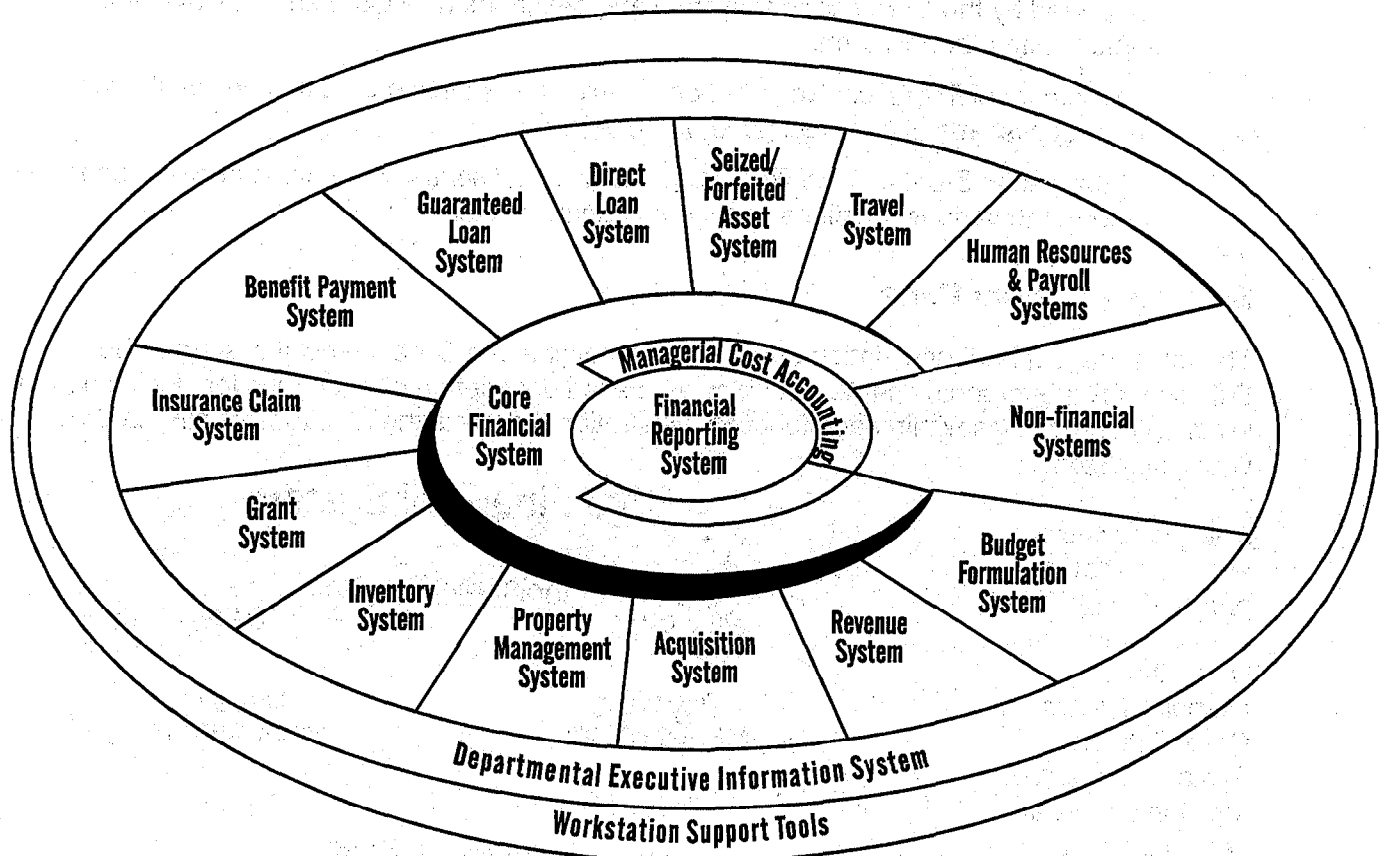 Seized/
Forfeited
Asset
System
Direct
Loan
System
Guaranteed
Loan
System
Travel
System
Human Resources
& Payroll
Systems
Benefit Payment
System
Managerial Cost Accounting
Insurance Claim
System
Core
Financial
System
Financial
Reporting
System
Non-financial
Systems
Grant
System
Inventory
System
Property
Management
System
Acquisition
System
Revenue
System
Budget
Formulation
System
Departmental Executive Information System
Workstation Support Tools